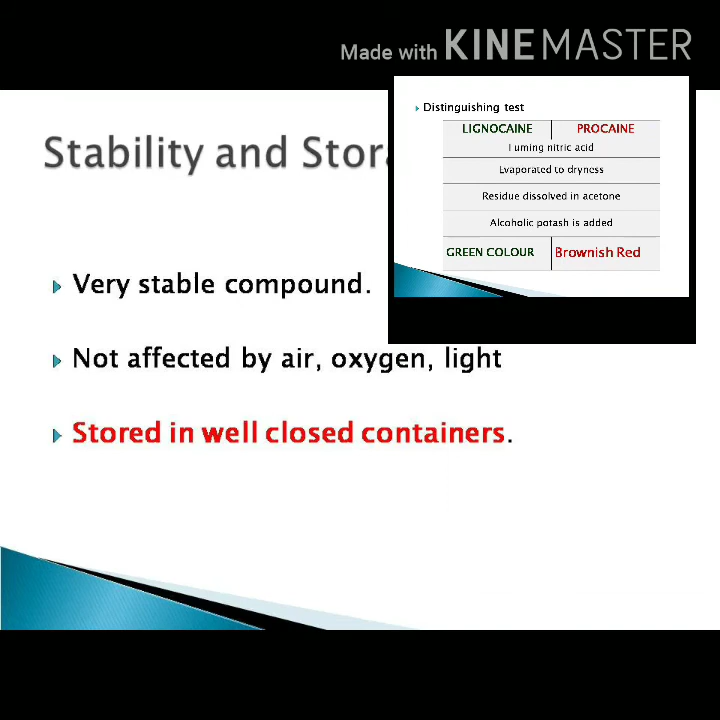 Made with KINEMASTER
Distinguishing test
LIGNOCAINE PROCAINE
Fuming nitric acid
Evaporated to dryness
Residue dissolved in acetone
Alcoholic potash is added
GREEN COLOUR Brownish Red
Stability and Stor
Very stable compound.
Not affected by air, oxygen, light
Stored in well closed containers.